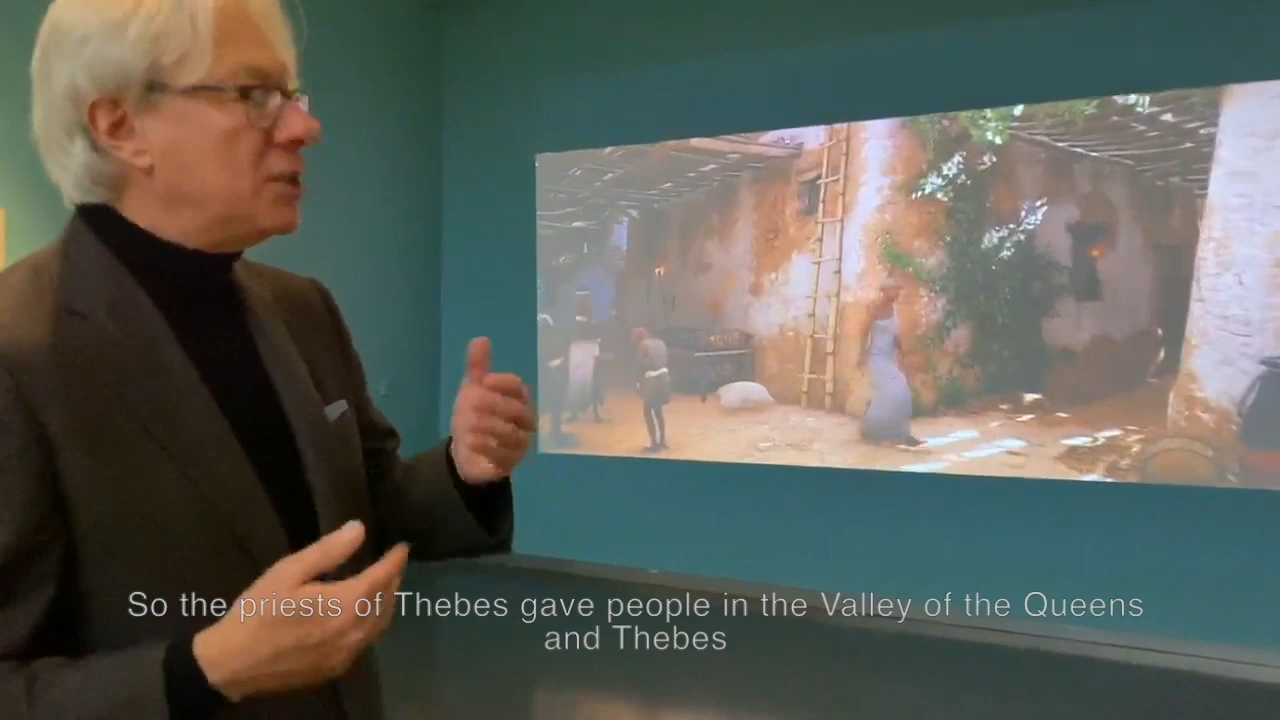 So the priests of Thebes gave people in the Valley of the Queens
and Thebes